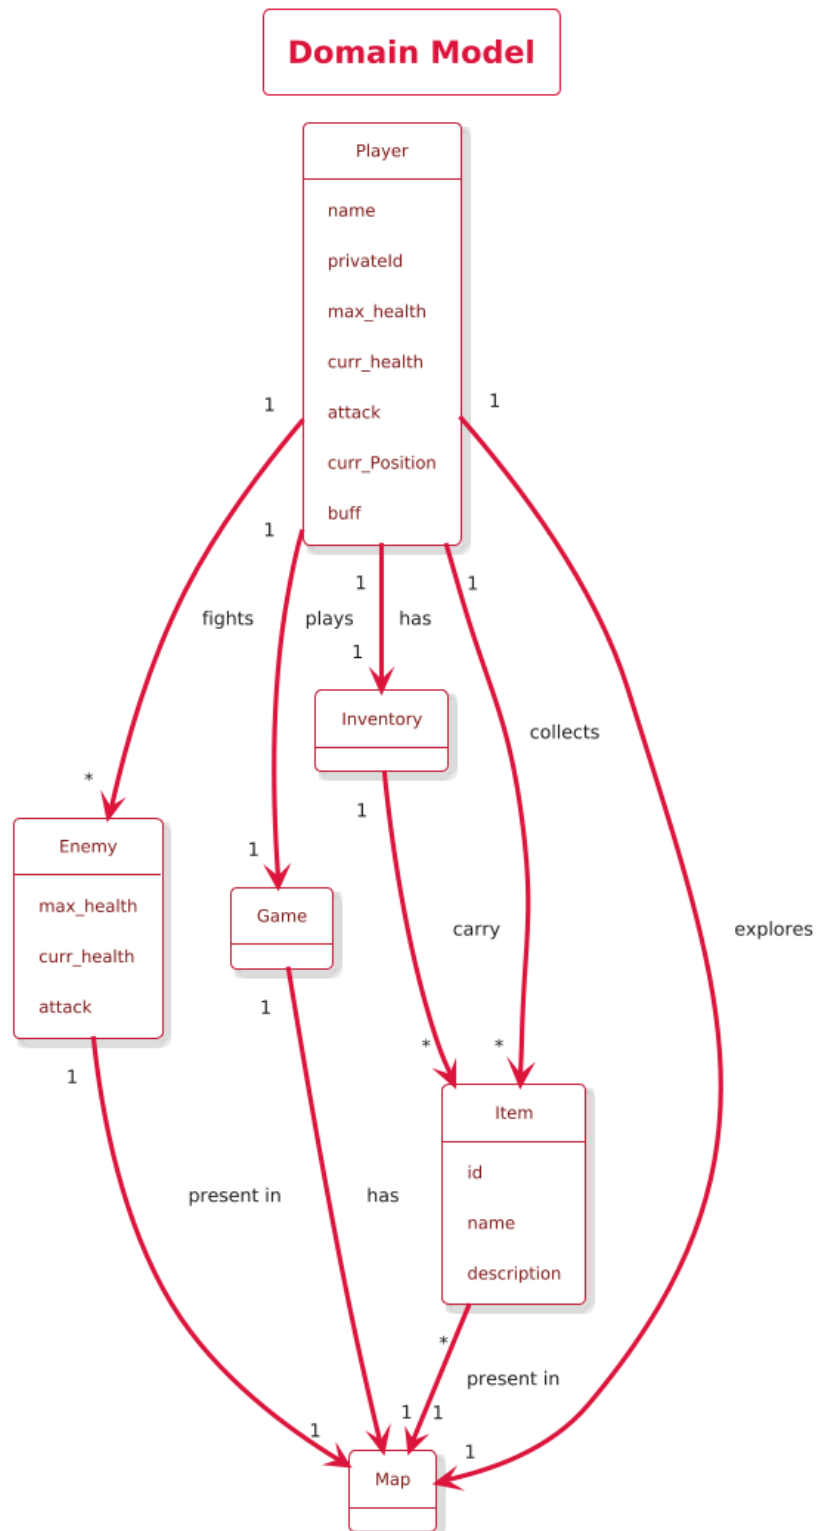 Domain Model
Player
name
privateId
max_health
curr_health
attack
curr_Position
buff
1
1
1
1
1
fights
plays
has
1
collects
*
Inventory
1
Enemy
max_health
curr_health
attack
1
Game
carry
explores
1
1
*
*
Item
id
name
description
present in
has
*
present in
1
1
1
1
Map